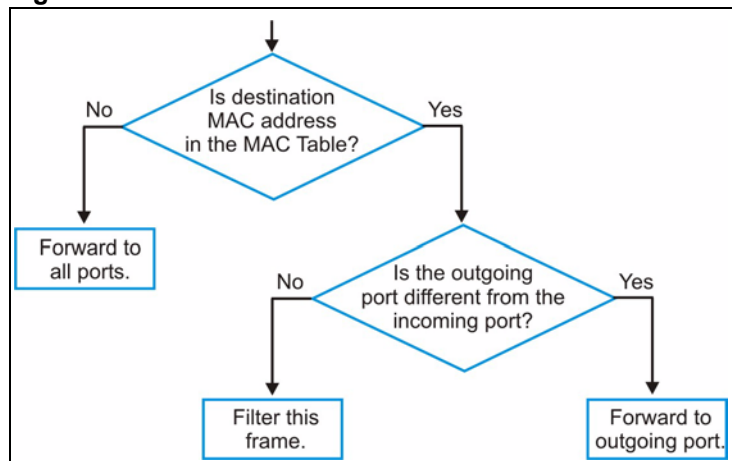 Is destination
MAC address
in the MAC Table?
No
Yes
Forward to
all ports.
Is the outgoing
port different from the
incoming port?
No
Yes
Filter this
frame.
Forward to
outgoing port.